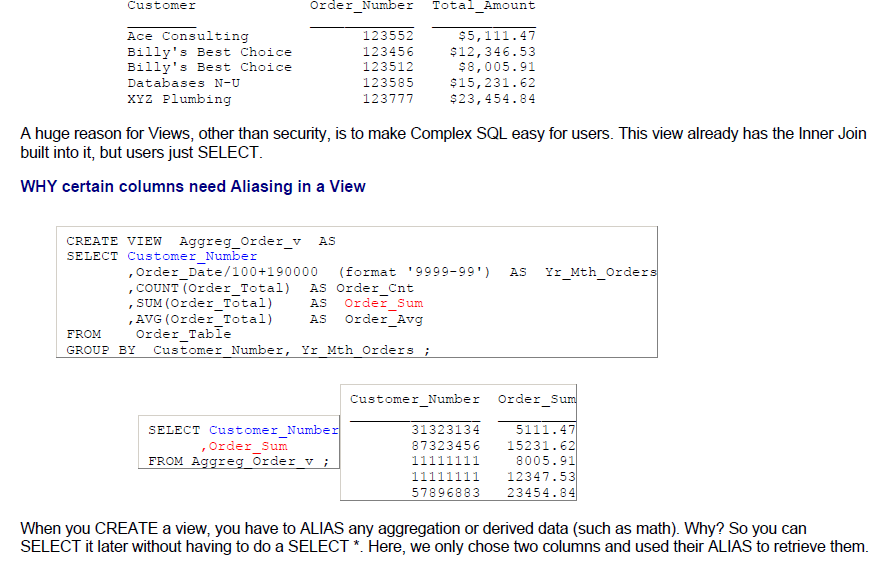 Customer Order_Number Total_Amount
Ace Consulting 123552 $5,111.47
Billy's Best Choice 123456 $12,346.53
Billy's Best Choice 123512 $8,005.91
Databases N-U 123585 $15,231.62
XYZ Plumbing 123777 $23,454.84
A huge reason for Views, other than security, is to make Complex SQL easy for users. This view already has the Inner Join
built into it, but users just SELECT.
WHY certain columns need Aliasing in a View
CREATE VIEW Aggreg_Order_v AS
SELECT Customer_Number
,Order_Date/100+190000 (format '9999-99') AS Yr_Mth_Orders
,COUNT(Order_Total) AS Order_Cnt
,SUM(Order_Total) AS Order_Sum
,AVG(Order_Total) AS Order_Avg
FROM Order_Table
GROUP BY Customer_Number, Yr_Mth_Orders ;
Customer_Number Order_Sum
SELECT Customer_Number
,Order_Sum
FROM Aggreg_Order_v ;
31323134 5111.47
87323456 15231.62
11111111 8005.91
11111111 12347.53
57896883 23454.84
When you CREATE a view, you have to ALIAS any aggregation or derived data (such as math). Why? So you can
SELECT it later without having to do a SELECT *. Here, we only chose two columns and used their ALIAS to retrieve them.